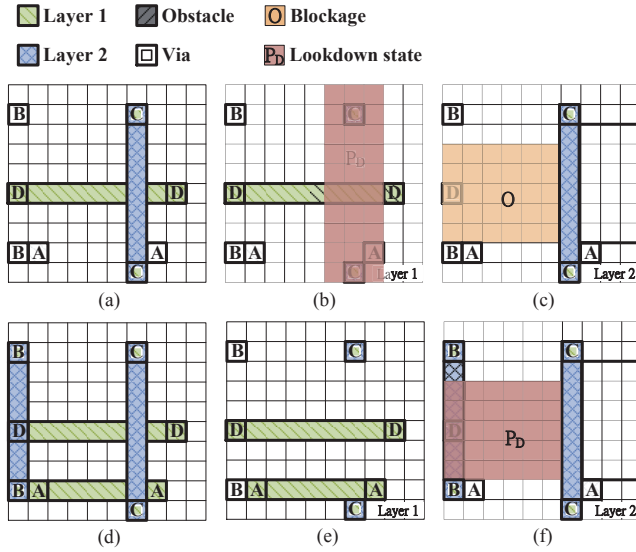 Layer 1 Obstacle O Blockage
Layer 2 Via P_D Lookdown state
B C B C B C
P_D
D D D D D O
B A A B A A B A A
C C Layer 1 C Layer 2
(a) (b) (c)
B C B C B C
D D D D D P_D
B A A B A A B A A
C C Layer 1 C Layer 2
(d) (e) (f)